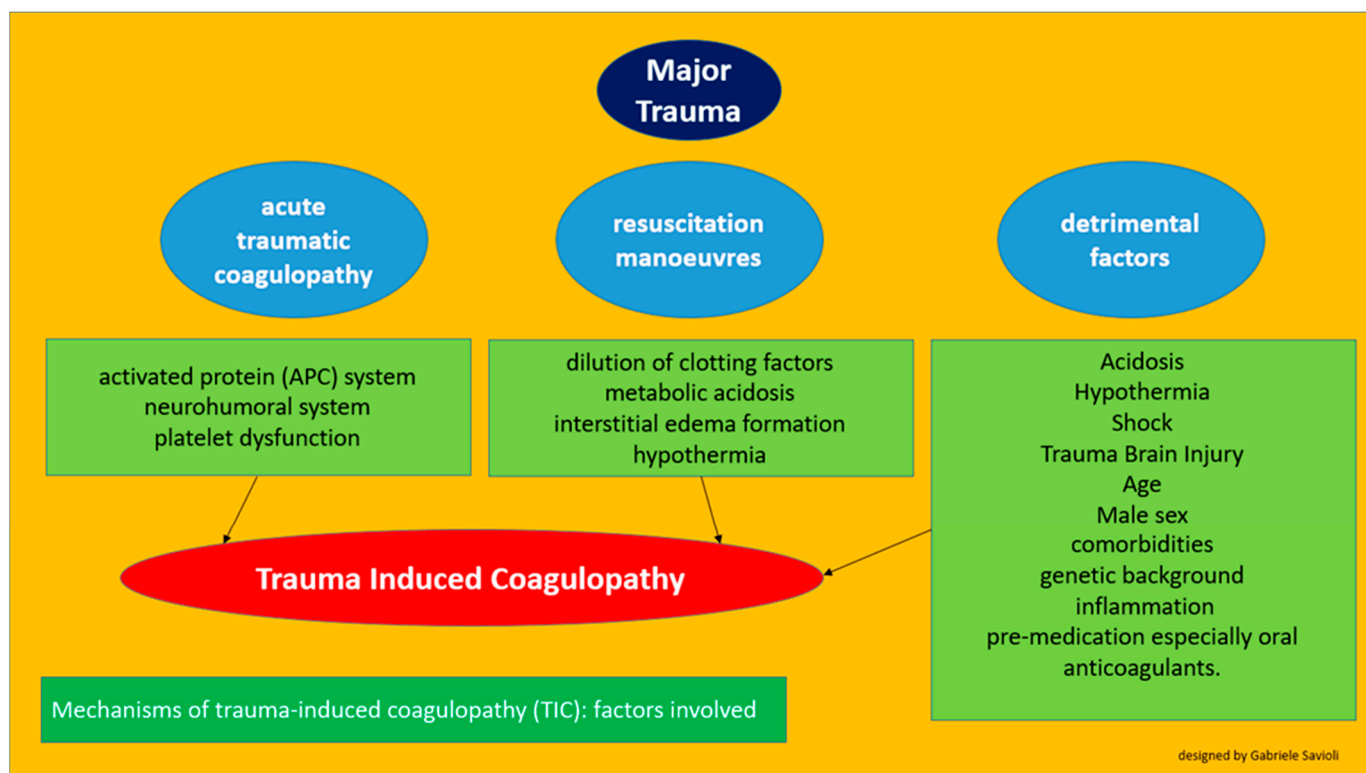 Major
Trauma
acute
traumatic
coagulopathy
resuscitation
manoeuvres
detrimental
factors
activated protein (APC) system
neurohumoral system
platelet dysfunction
dilution of clotting factors
metabolic acidosis
interstitial edema formation
hypothermia
Acidosis
Hypothermia
Shock
Trauma Brain Injury
Age
Male sex
comorbidities
genetic background
inflammation
pre-medication especially oral
anticoagulants.
Trauma Induced Coagulopathy
Mechanisms of trauma-induced coagulopathy (TIC): factors involved
designed by Gabriele Savioli